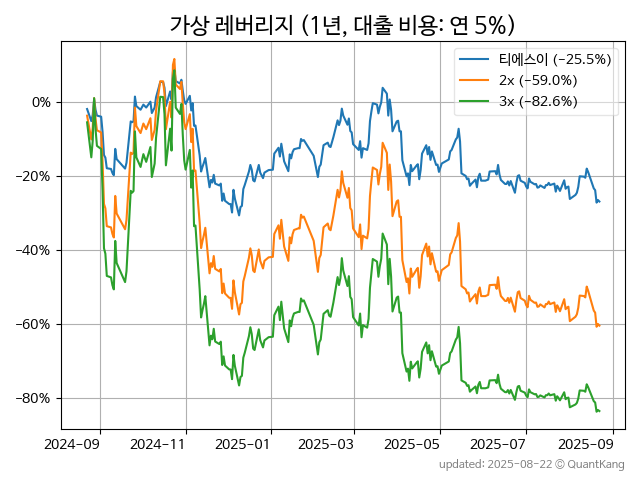 가상 레버리지 (1년, 대출 비용: 연 5%)
티에스이 (−25.5%)
2x (−59.0%)
3x (−82.6%)
0%
−20%
−40%
−60%
−80%
2024-09 2024-11 2025-01 2025-03 2025-05 2025-07 2025-09
updated: 2025-08-22 © QuantKang